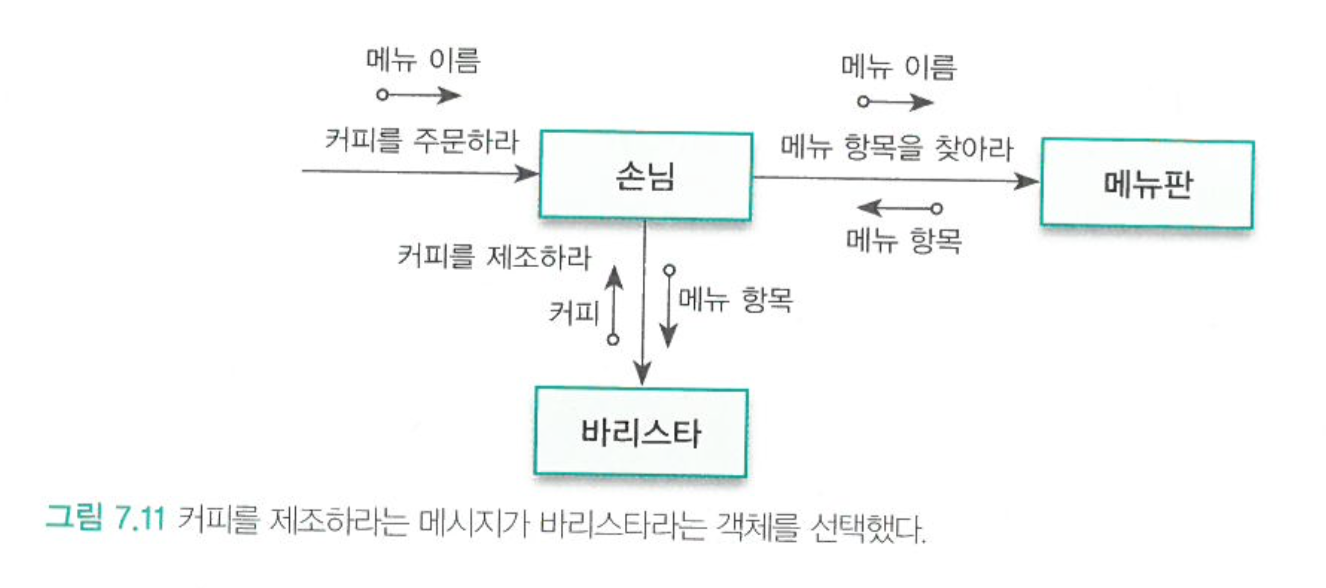 메뉴 이름
커피를 주문하라
손님
메뉴 이름
메뉴 항목을 찾아라
메뉴 항목
메뉴판
커피를 제조하라
커피
메뉴 항목
바리스타
그림 7.11 커피를 제조하라는 메시지가 바리스타라는 객체를 선택했다.